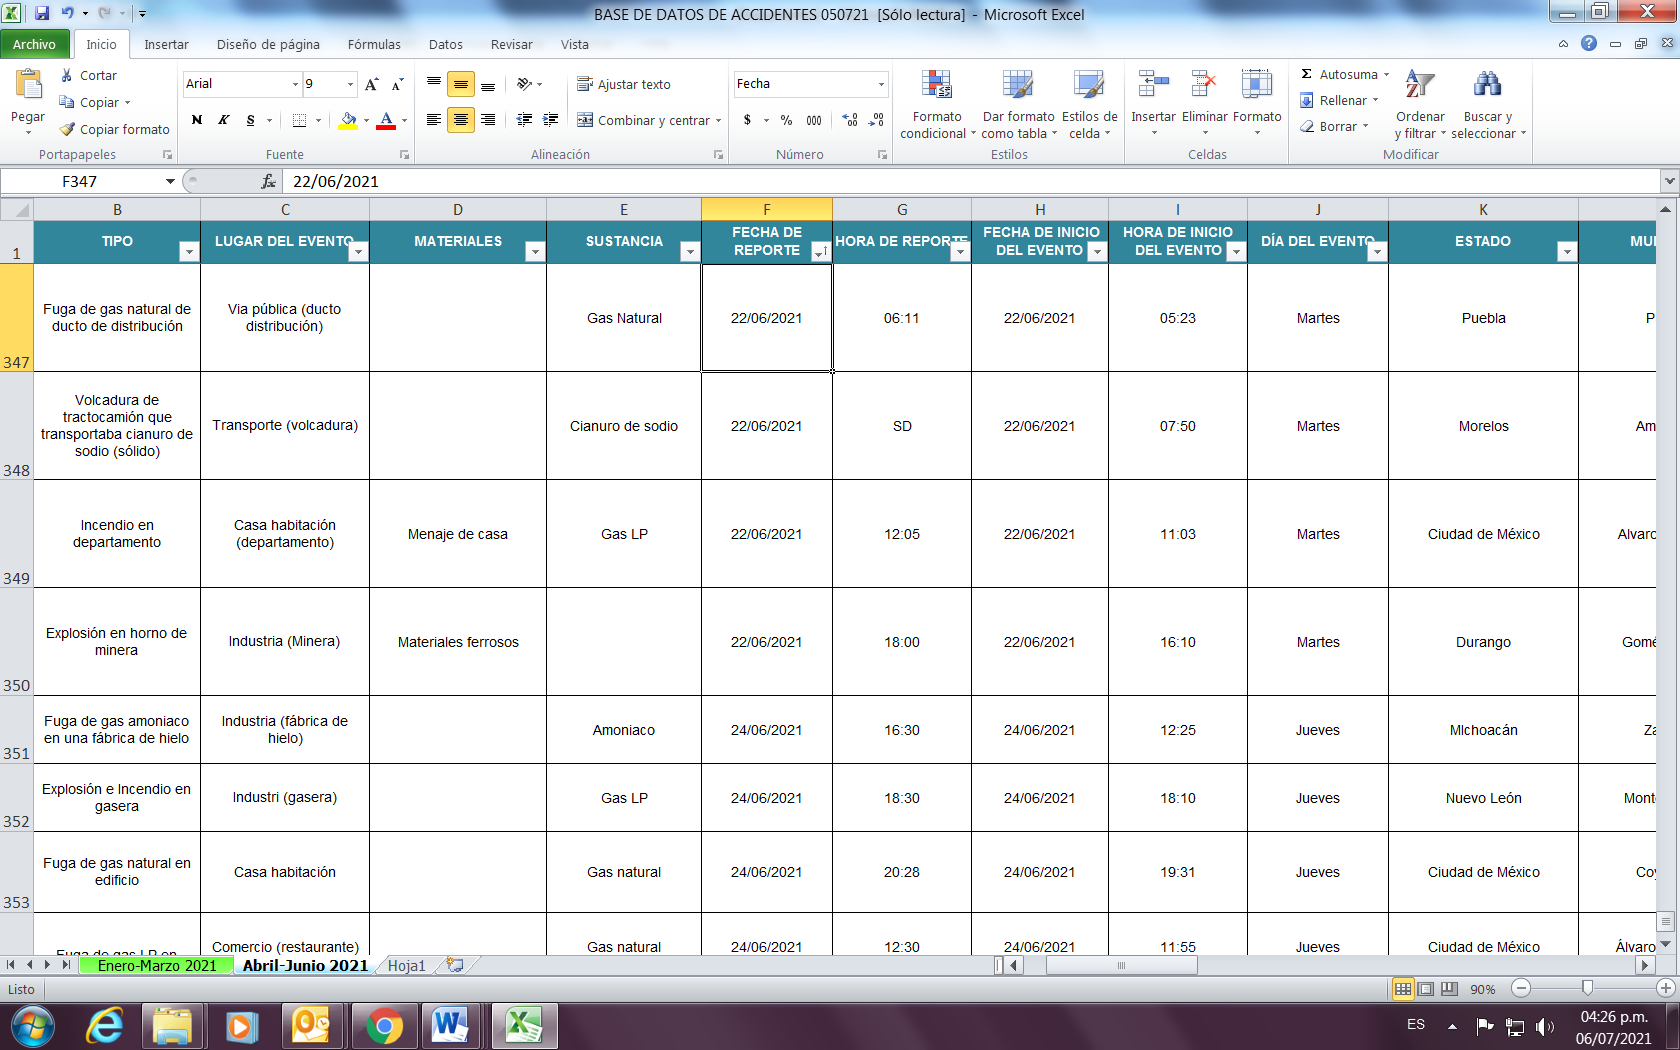 BASE DE DATOS DE ACCIDENTES 050721  [Sólo lectura]  -  Microsoft Excel
Archivo Inicio Insertar Diseño de página Fórmulas Datos Revisar Vista
Pegar
Cortar
Copiar
Copiar formato
Portapapeles
Arial 9
N K S
Fuente
Ajustar texto
Combinar y centrar
Alineación
Fecha
$ % 000
Número
Formato condicional
Dar formato como tabla
Estilos de celda
Estilos
Insertar Eliminar Formato
Celdas
Autosuma
Rellenar
Borrar
Ordenar y filtrar
Buscar y seleccionar
Modificar
F347 fx 22/06/2021
B C D E F G H I J K
1 TIPO LUGAR DEL EVENTO MATERIALES SUSTANCIA FECHA DE REPORTE HORA DE REPORTE FECHA DE INICIO DEL EVENTO HORA DE INICIO DEL EVENTO DÍA DEL EVENTO ESTADO MU
347 Fuga de gas natural de ducto de distribución Via pública (ducto distribución) Gas Natural 22/06/2021 06:11 22/06/2021 05:23 Martes Puebla P
348 Volcadura de tractocamión que transportaba cianuro de sodio (sólido) Transporte (volcadura) Cianuro de sodio 22/06/2021 SD 22/06/2021 07:50 Martes Morelos Am
349 Incendio en departamento Casa habitación (departamento) Menaje de casa Gas LP 22/06/2021 12:05 22/06/2021 11:03 Martes Ciudad de México Alvaro
350 Explosión en horno de minera Industria (Minera) Materiales ferrosos 22/06/2021 18:00 22/06/2021 16:10 Martes Durango Gomé
351 Fuga de gas amoniaco en una fábrica de hielo Industria (fábrica de hielo) Amoniaco 24/06/2021 16:30 24/06/2021 12:25 Jueves MIchoacán Za
352 Explosión e Incendio en gasera Industri (gasera) Gas LP 24/06/2021 18:30 24/06/2021 18:10 Jueves Nuevo León Mont
353 Fuga de gas natural en edificio Casa habitación Gas natural 24/06/2021 20:28 24/06/2021 19:31 Jueves Ciudad de México Coy
Fuga de gas LP en Comercio (restaurante) Gas natural 24/06/2021 12:30 24/06/2021 11:55 Jueves Ciudad de México Álvaro
Enero-Marzo 2021 Abril-Junio 2021 Hoja1
Listo 90%
ES 04:26 p.m.
06/07/2021